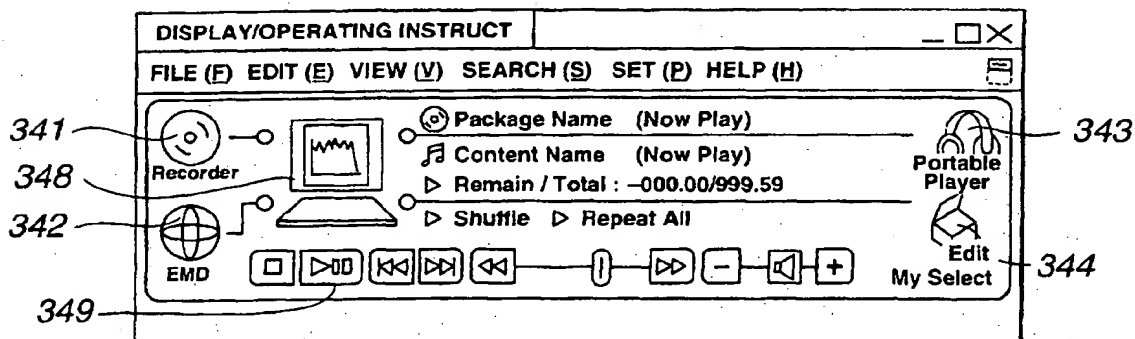 DISPLAY/OPERATING INSTRUCT
FILE (F) EDIT (E) VIEW (V) SEARCH (S) SET (P) HELP (H)
341
Recorder
348
342
EMD
349
Package Name (Now Play)
Content Name (Now Play)
Remain / Total : –000.00/999.59
Shuffle Repeat All
343
Portable
Player
Edit
My Select
344